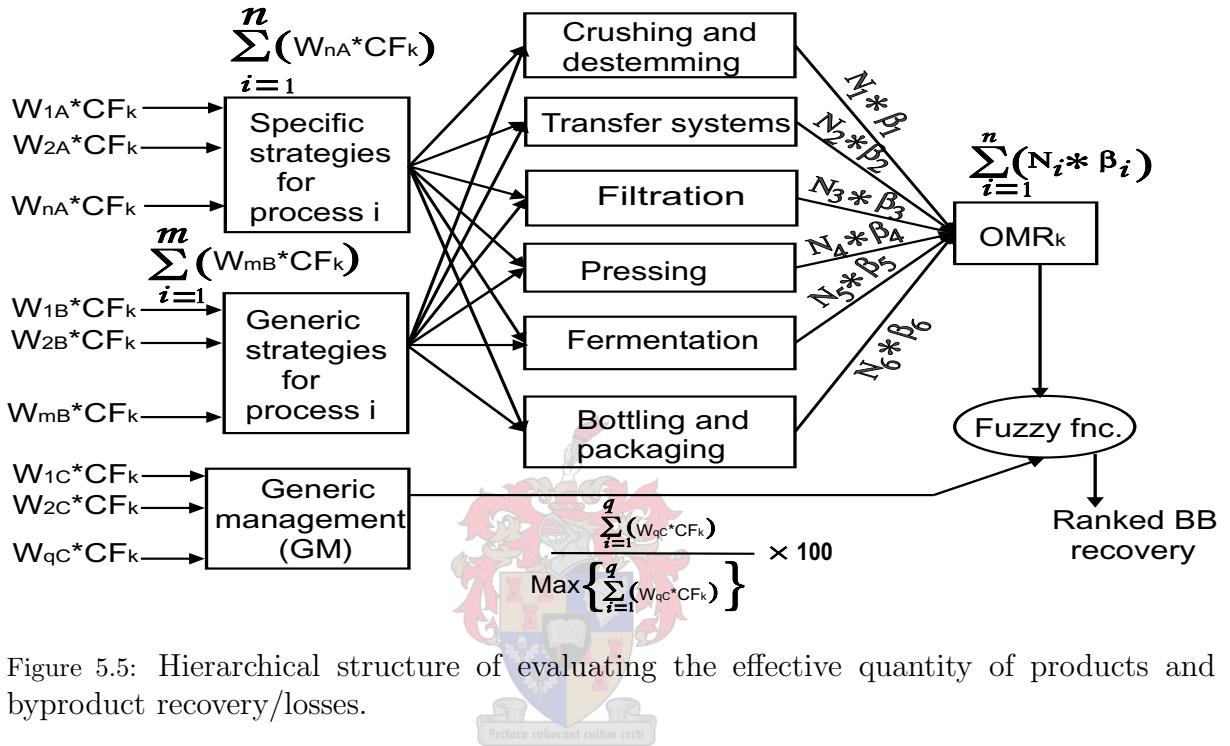 n
∑(WnA*CFk)
i=1
W1A*CFk
W2A*CFk
WnA*CFk
Specific
strategies
for
process i
m
∑(WmB*CFk)
i=1
W1B*CFk
W2B*CFk
WmB*CFk
Generic
strategies
for
process i
W1C*CFk
W2C*CFk
WqC*CFk
Generic
management
(GM)
Crushing and
destemming
Transfer systems
Filtration
Pressing
Fermentation
Bottling and
packaging
N1*β1
N2*β2
N3*β3
N4*β4
N5*β5
N6*β6
n
∑(Ni*βi)
i=1
OMRk
Fuzzy fnc.
Ranked BB
recovery
q
∑(WqC*CFk)
i=1
Max{
q
∑(WqC*CFk)
i=1
}
× 100
Figure 5.5: Hierarchical structure of evaluating the effective quantity of products and
byproduct recovery/losses.
Pectora roborant cultus recti